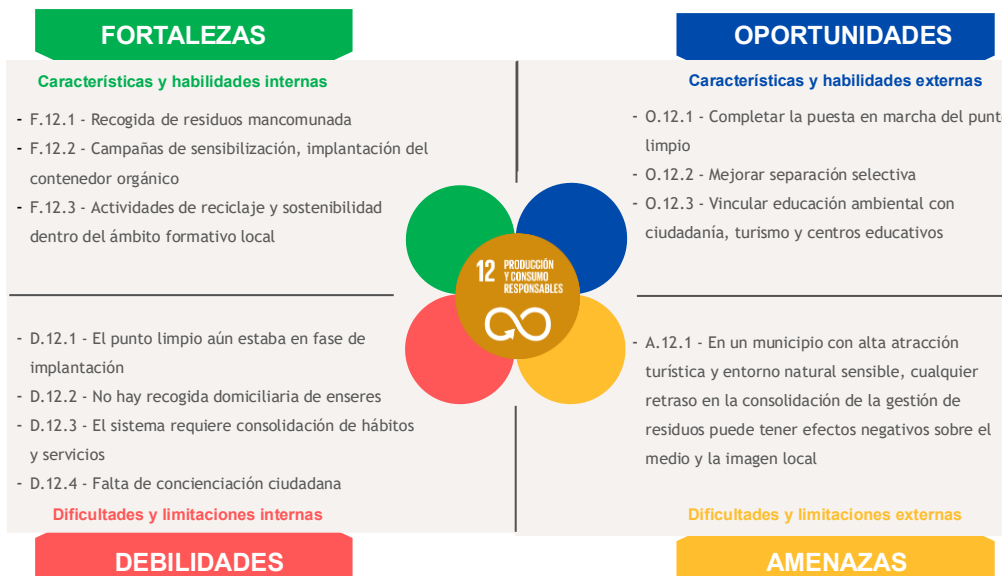 FORTALEZAS
Características y habilidades internas
- F.12.1 - Recogida de residuos mancomunada
- F.12.2 - Campañas de sensibilización, implantación del
contenedor orgánico
- F.12.3 - Actividades de reciclaje y sostenibilidad
dentro del ámbito formativo local
OPORTUNIDADES
Características y habilidades externas
- O.12.1 - Completar la puesta en marcha del punt
limpio
- O.12.2 - Mejorar separación selectiva
- O.12.3 - Vincular educación ambiental con
ciudadanía, turismo y centros educativos
12 PRODUCCIÓN
Y CONSUMO
RESPONSABLES
- D.12.1 - El punto limpio aún estaba en fase de
implantación
- D.12.2 - No hay recogida domiciliaria de enseres
- D.12.3 - El sistema requiere consolidación de hábitos
y servicios
- D.12.4 - Falta de concienciación ciudadana
Dificultades y limitaciones internas
DEBILIDADES
- A.12.1 - En un municipio con alta atracción
turística y entorno natural sensible, cualquier
retraso en la consolidación de la gestión de
residuos puede tener efectos negativos sobre el
medio y la imagen local
Dificultades y limitaciones externas
AMENAZAS